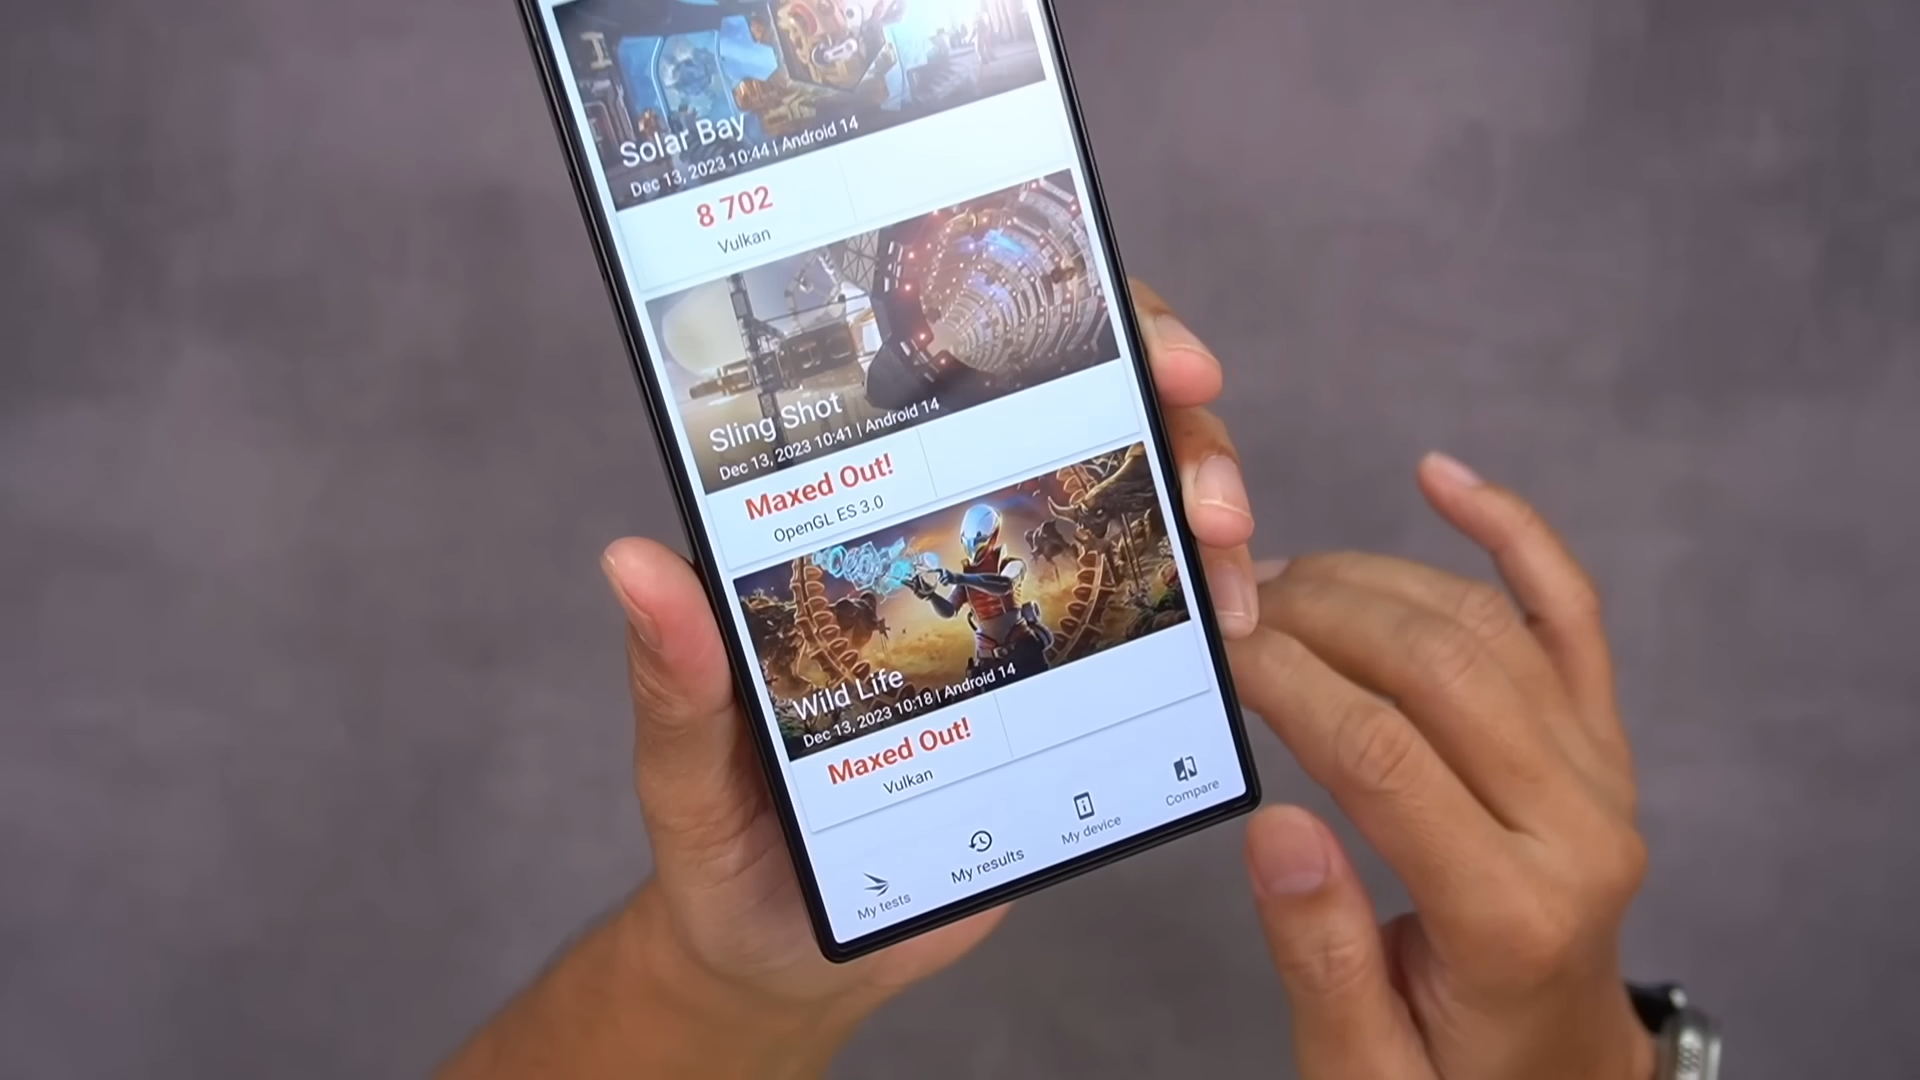 Solar Bay
Dec 13, 2023 10:44 | Android 14
8 702
Vulkan
Sling Shot
Dec 13, 2023 10:41 | Android 14
Maxed Out!
OpenGL ES 3.0
Wild Life
Dec 13, 2023 10:18 | Android 14
Maxed Out!
Vulkan
My tests
My results
My device
Compare